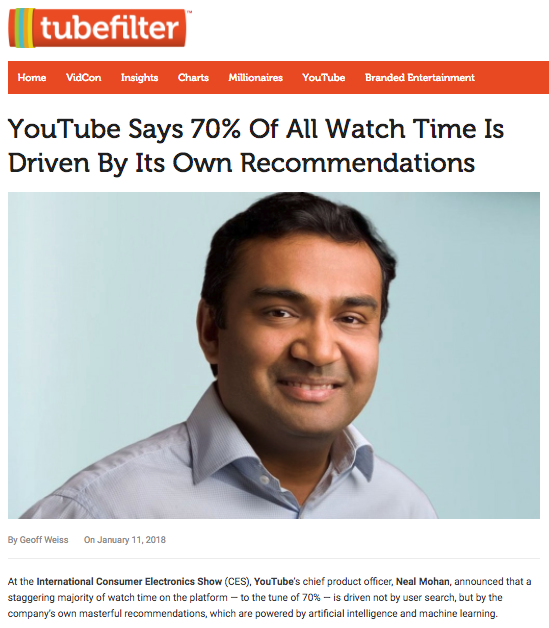 tubefilter™
Home VidCon Insights Charts Millionaires YouTube Branded Entertainment
YouTube Says 70% Of All Watch Time Is
Driven By Its Own Recommendations
By Geoff Weiss On January 11, 2018
At the International Consumer Electronics Show (CES), YouTube's chief product officer, Neal Mohan, announced that a
staggering majority of watch time on the platform — to the tune of 70% — is driven not by user search, but by the
company's own masterful recommendations, which are powered by artificial intelligence and machine learning.